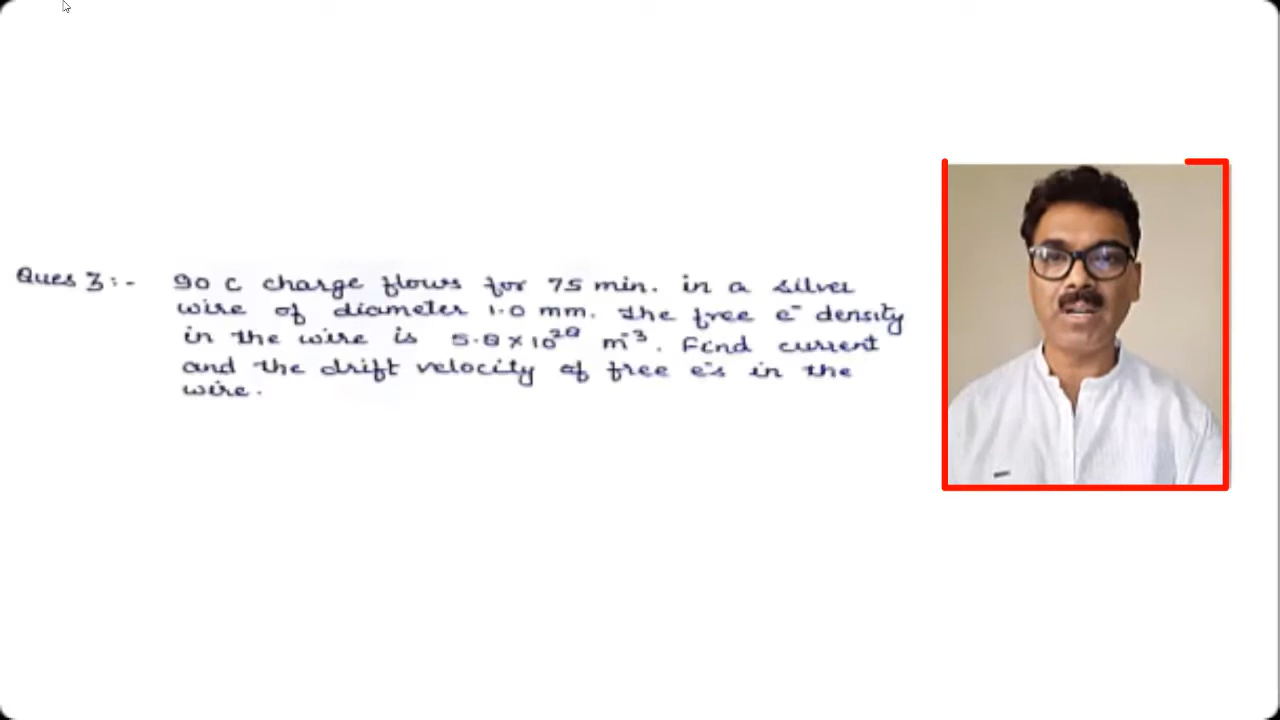 Ques 3:- 90 C charge flows for 75 min. in a silver
wire of diameter 1.0 mm. The free e⁻ density
in the wire is 5.8 × 10²⁸ m⁻³. Find current
and the drift velocity of free e⁻s in the
wire.